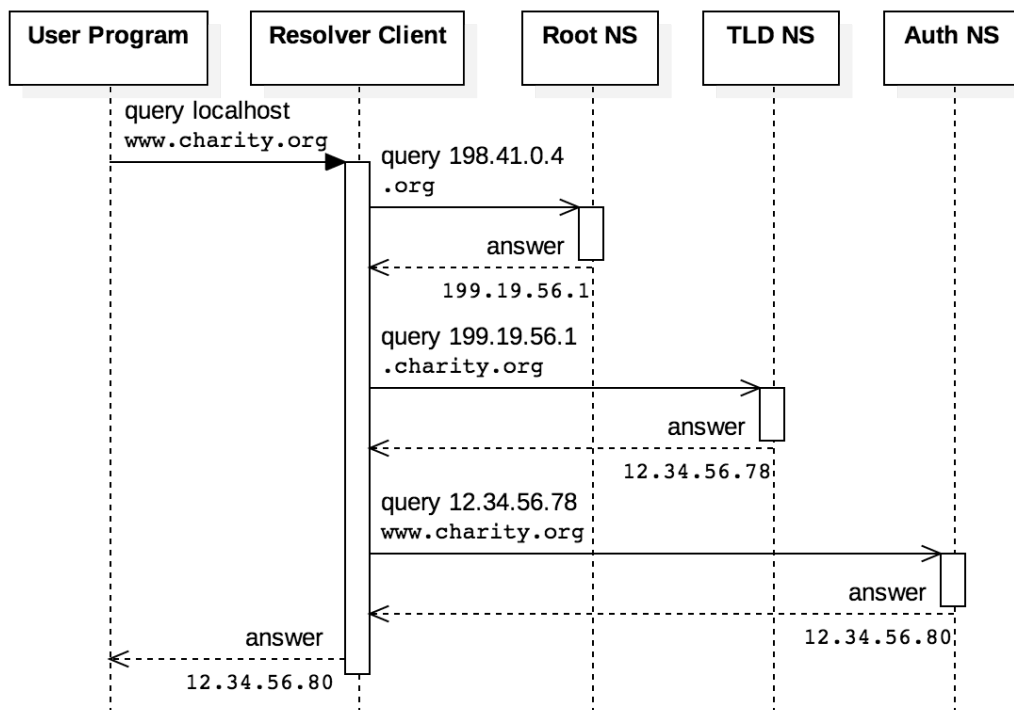 User Program
Resolver Client
Root NS
TLD NS
Auth NS
query localhost
www.charity.org
query 198.41.0.4
.org
answer
199.19.56.1
query 199.19.56.1
.charity.org
answer
12.34.56.78
query 12.34.56.78
www.charity.org
answer
12.34.56.80
answer
12.34.56.80